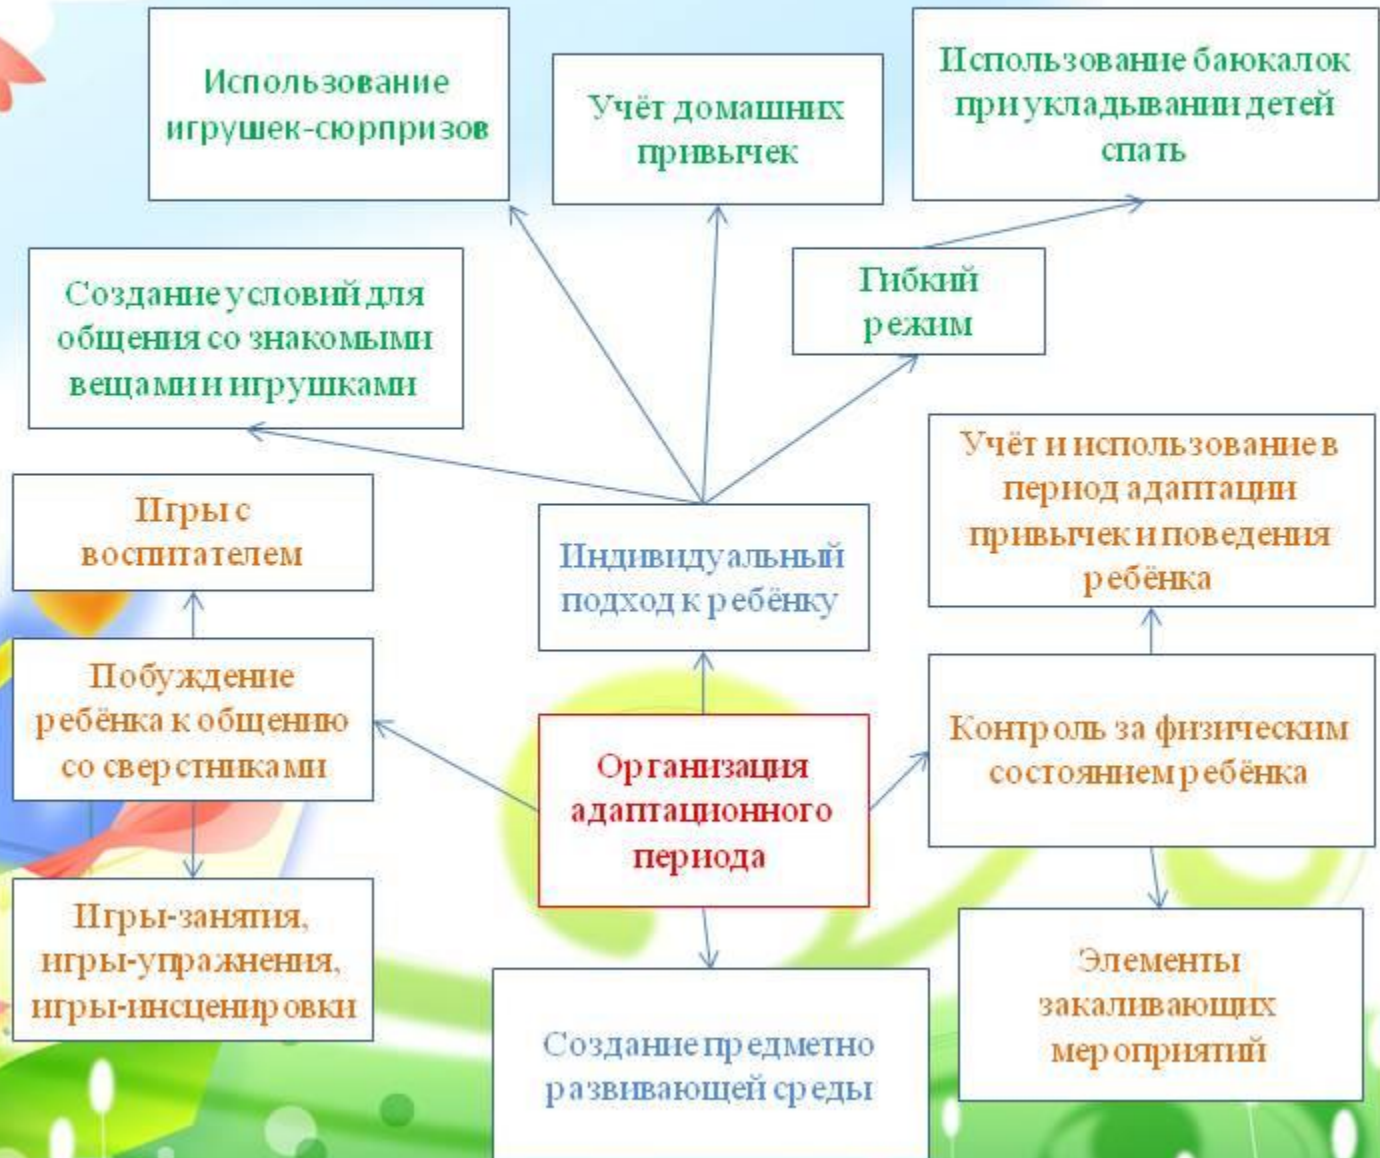 Использование
игрушек-сюрпризов
Учёт домашних
привычек
Использование баюкалок
при укладывании детей
спать
Создание условий для
общения со знакомыми
вещами и игрушками
Гибкий
режим
Игры с
воспитателем
Индивидуальный
подход к ребёнку
Учёт и использование в
период адаптации
привычек и поведения
ребёнка
Побуждение
ребёнка к общению
со сверстниками
Организация
адаптационного
периода
Контроль за физическим
состоянием ребёнка
Игры-занятия,
игры-упражнения,
игры-инсценировки
Создание предметно
развивающей среды
Элементы
закаливающих
мероприятий